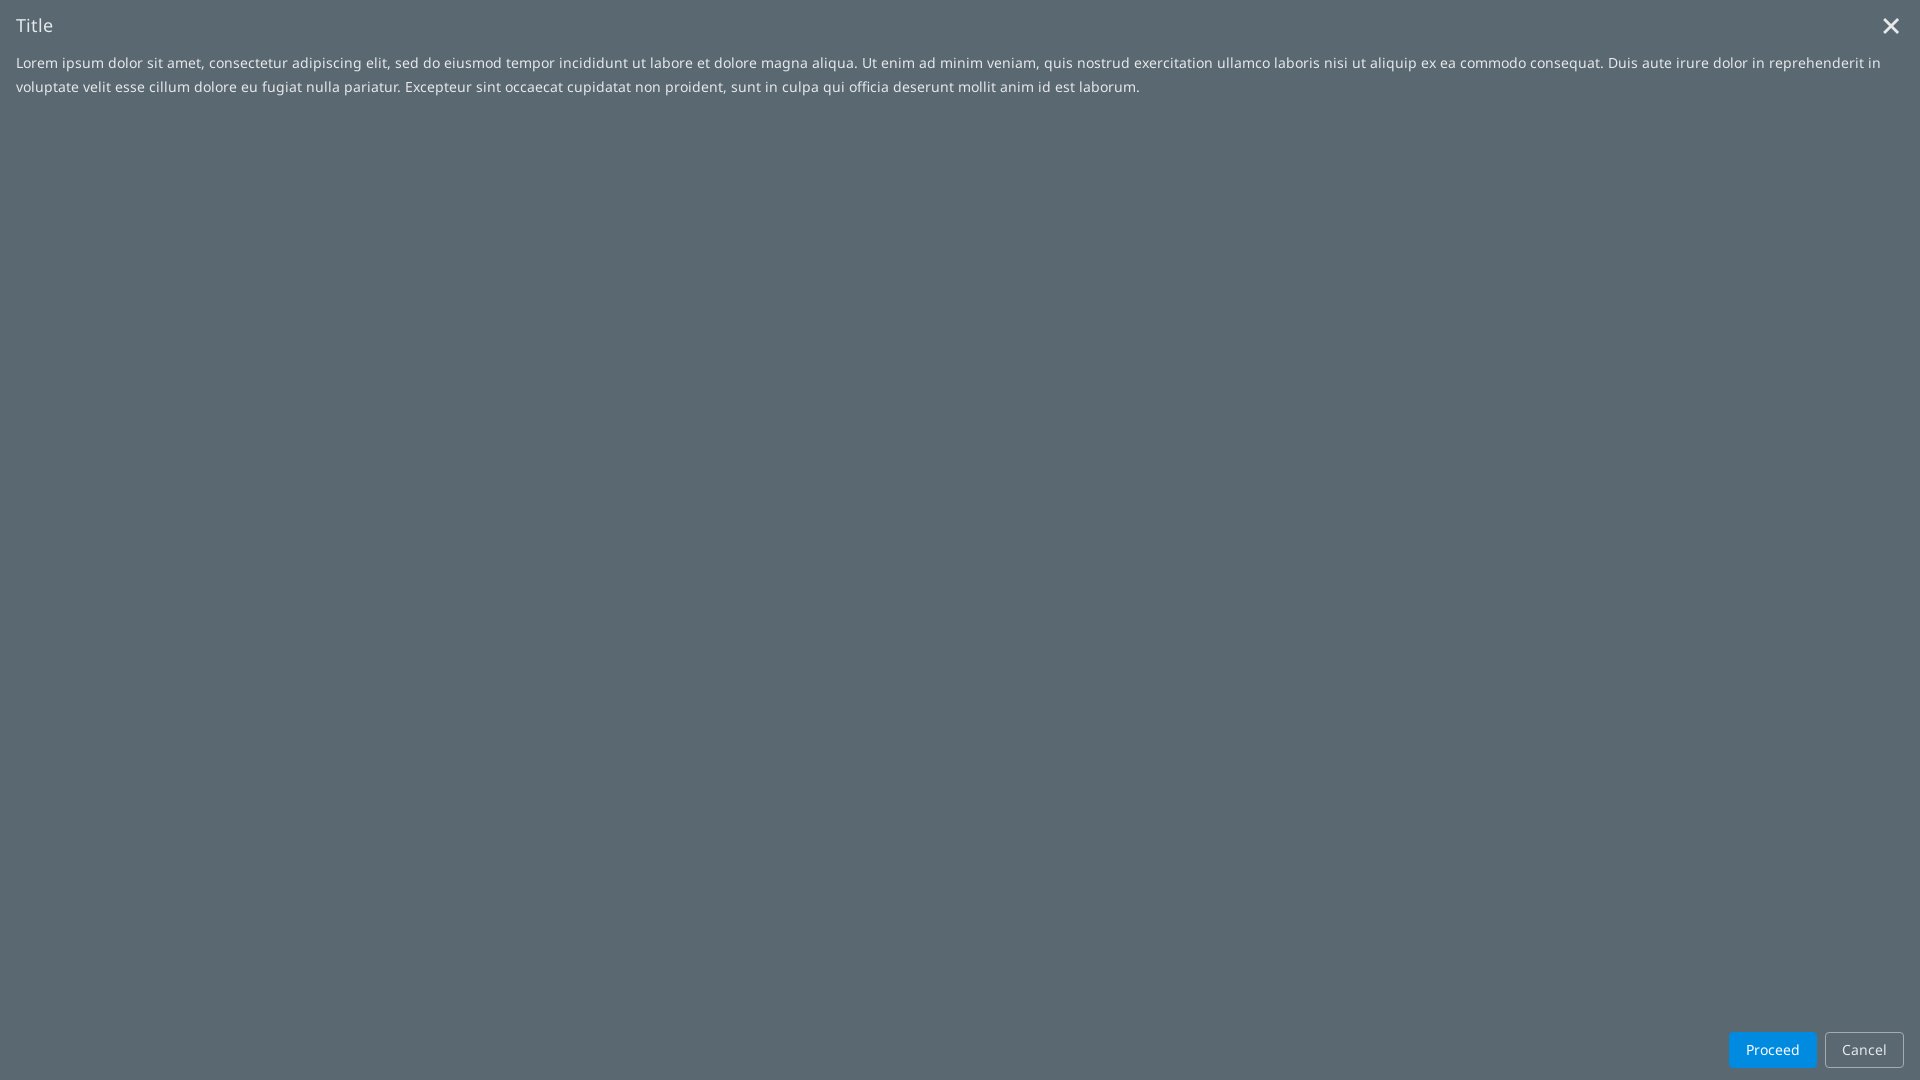 Title
Lorem ipsum dolor sit amet, consectetur adipiscing elit, sed do eiusmod tempor incididunt ut labore et dolore magna aliqua. Ut enim ad minim veniam, quis nostrud exercitation ullamco laboris nisi ut aliquip ex ea commodo consequat. Duis aute irure dolor in reprehenderit in
voluptate velit esse cillum dolore eu fugiat nulla pariatur. Excepteur sint occaecat cupidatat non proident, sunt in culpa qui officia deserunt mollit anim id est laborum.
Proceed
Cancel